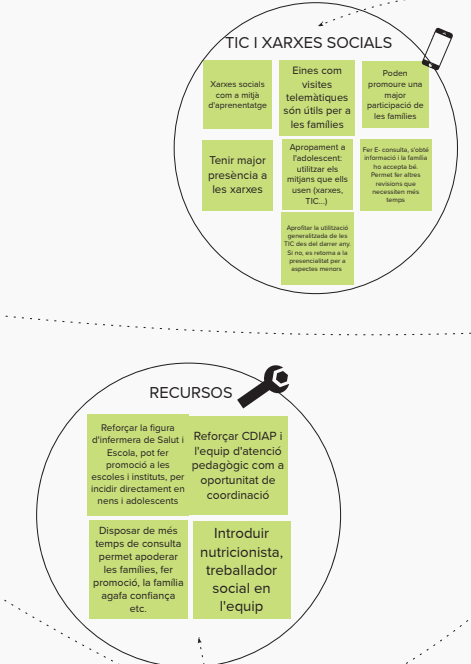 TIC I XARXES SOCIALS
Xarxes socials
com a mitjà
d'aprenentatge
Eines com
visites
telemàtiques
són útils per a
les famílies
Poden
promoure una
major
participació de
les famílies
Tenir major
presència a
les xarxes
Apropament a
l'adolescent:
utilitzar els
mitjans que ells
usen (xarxes,
TIC...)
Fer E- consulta, s'obté
informació i la família
ho accepta bé.
Permet fer altres
revisions que
necessiten més
temps
Aprofitar la utilització
generalitzada de les
TIC des del darrer any.
Si no, es retorna a la
presencialitat per a
aspectes menors
RECURSOS
Reforçar la figura
d'infermera de Salut i
Escola, pot fer
promoció a les
escoles i instituts, per
incidir directament en
nens i adolescents
Reforçar CDIAP i
l'equip d'atenció
pedagògic com a
oportunitat de
coordinació
Disposar de més
temps de consulta
permet apoderar
les famílies, fer
promoció, la família
agafa confiança
etc.
Introduir
nutricionista,
treballador
social en
l'equip